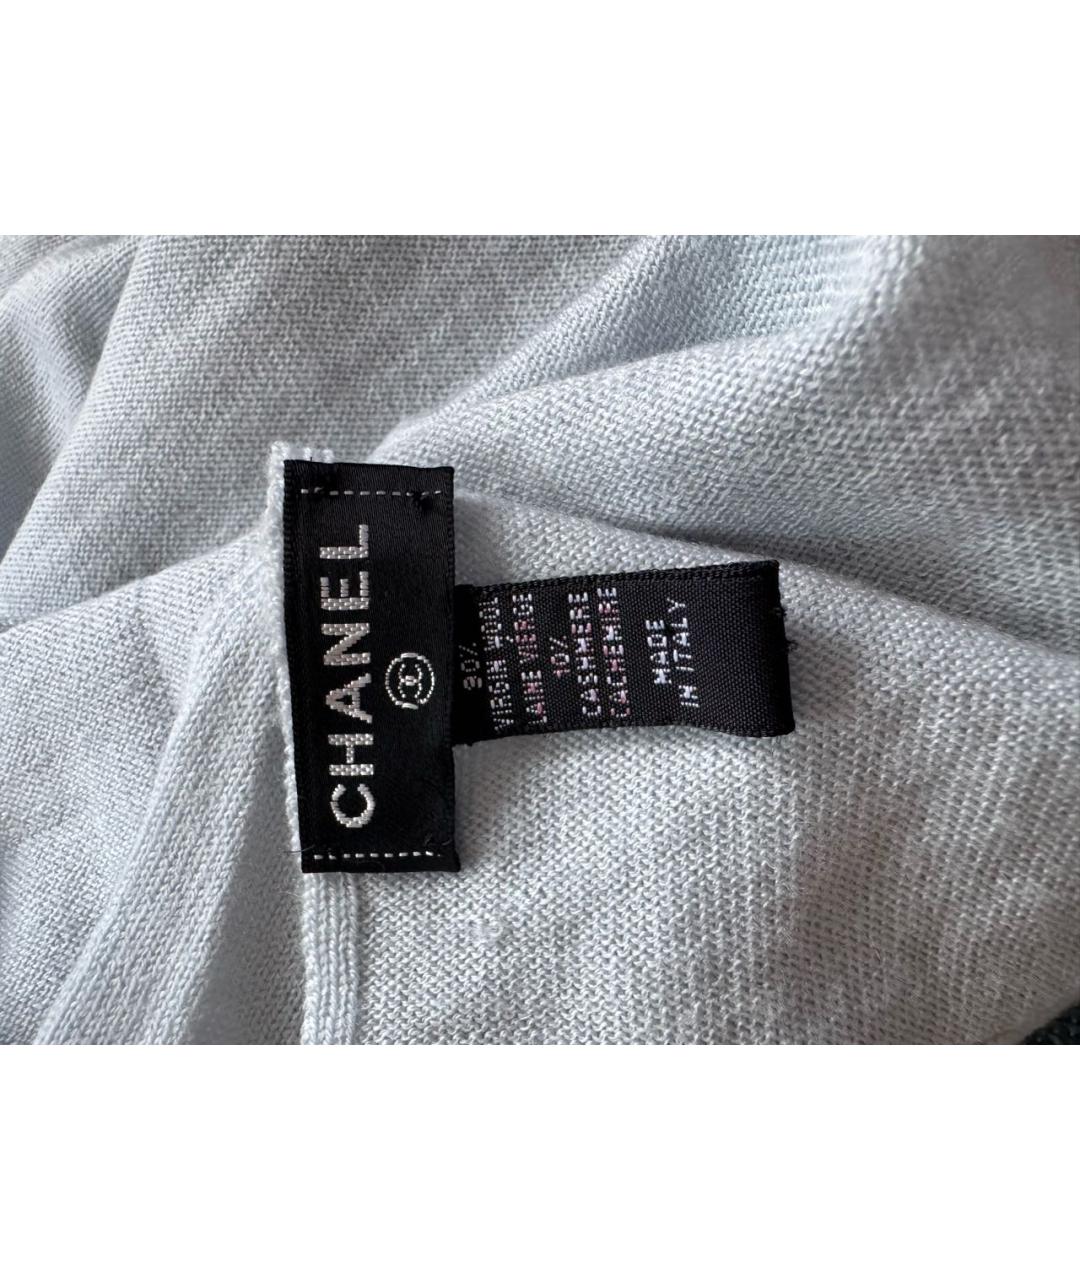 CHANEL
90%
VIRGIN WOOL
LAINE VIERGE
10%
CASHMERE
CACHEMIRE
MADE
IN ITALY